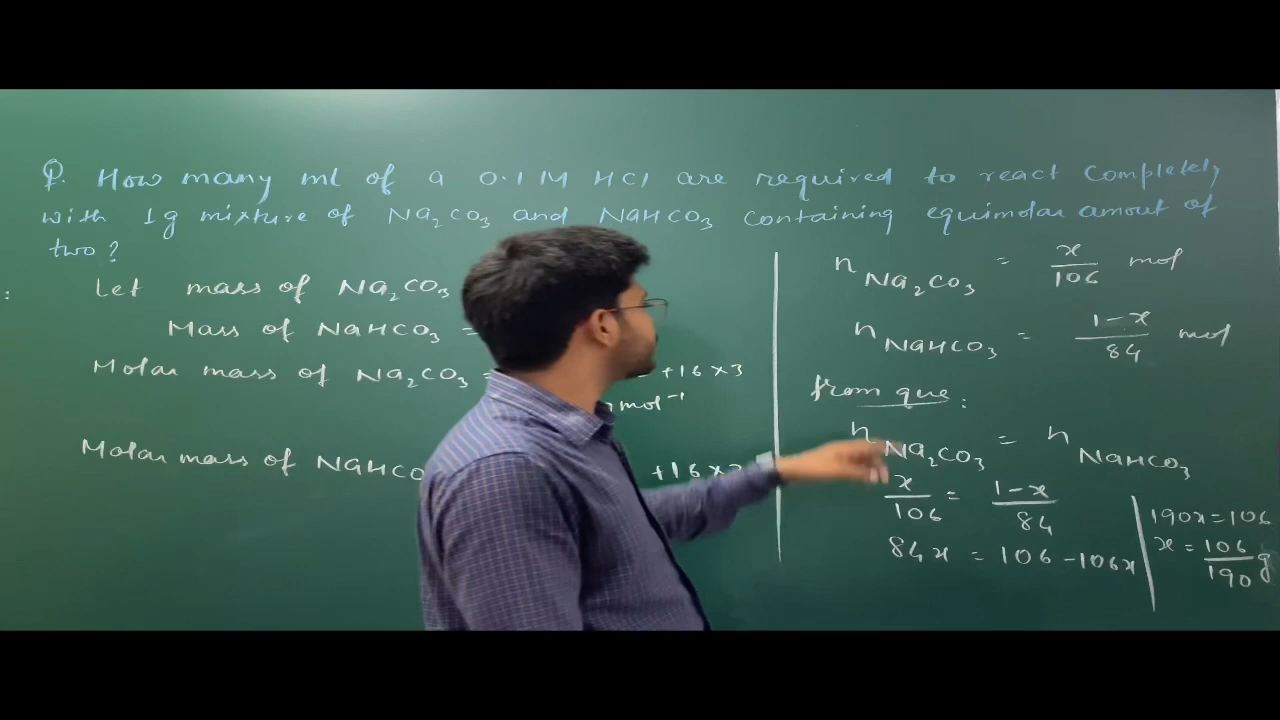 Q. How many ml of a 0.1 M HCl are required to react completely
with 1g mixture of Na₂CO₃ and NaHCO₃ containing equimolar amout of
two?
:
Let mass of Na₂CO₃
Mass of NaHCO₃ =
Molar mass of Na₂CO₃ = +16×3
mol⁻¹
Molar mass of NaHCO +16×3
n Na₂CO₃ = x/106 mol
n NaHCO₃ = 1-x/84 mol
from que :
n Na₂CO₃ = n NaHCO₃
x/106 = 1-x/84
84x = 106-106x
190x=106
x = 106/190 g